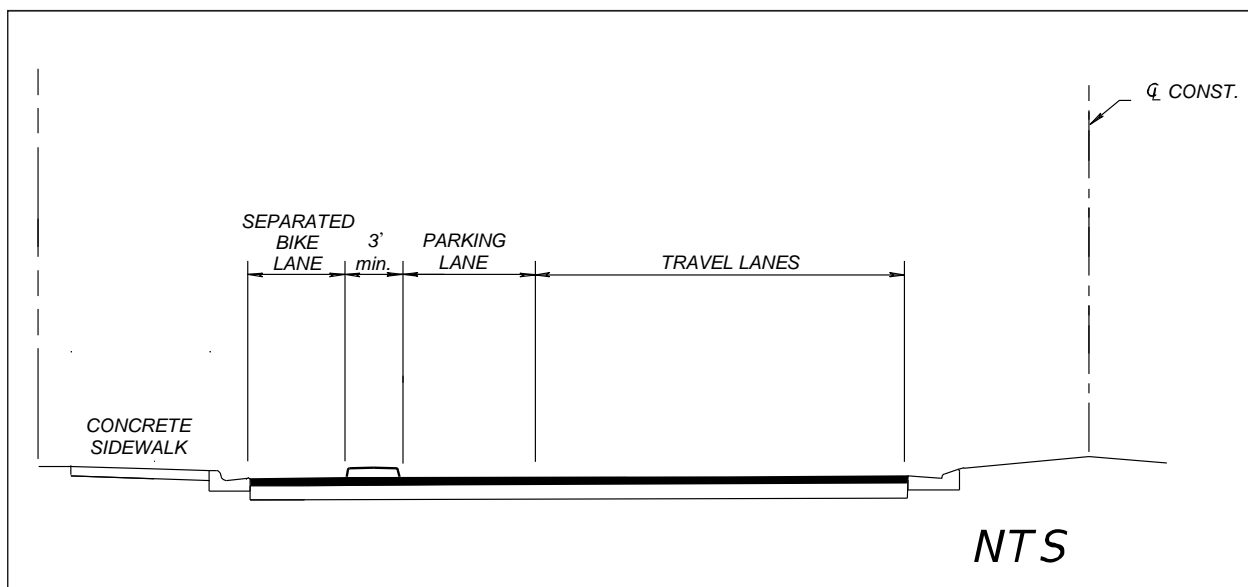 ℄ CONST.
SEPARATED
BIKE
LANE
3'
min.
PARKING
LANE
TRAVEL LANES
CONCRETE
SIDEWALK
NTS